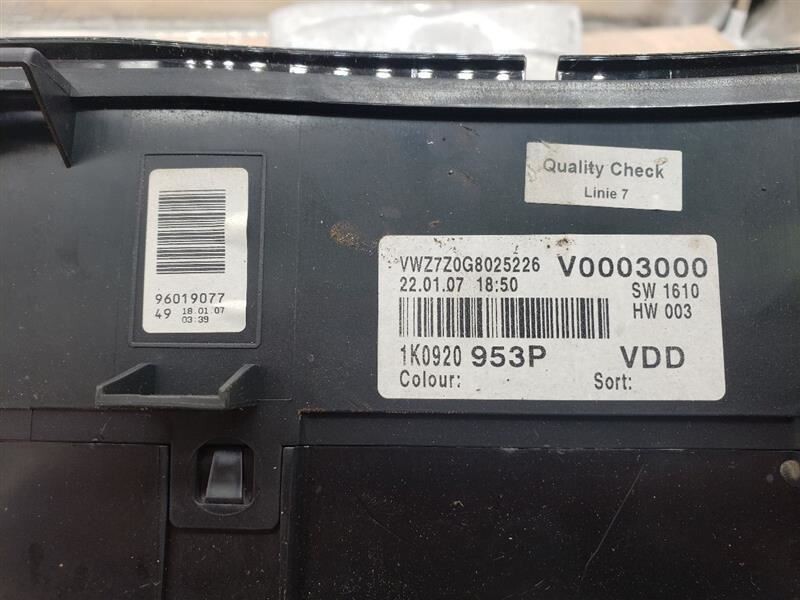 Quality Check
Linie 7
96019077
49 18.01.07
03:39
VWZ7Z0G8025226 V0003000
22.01.07 18:50 SW 1610
HW 003
1K0920 953P VDD
Colour: Sort: